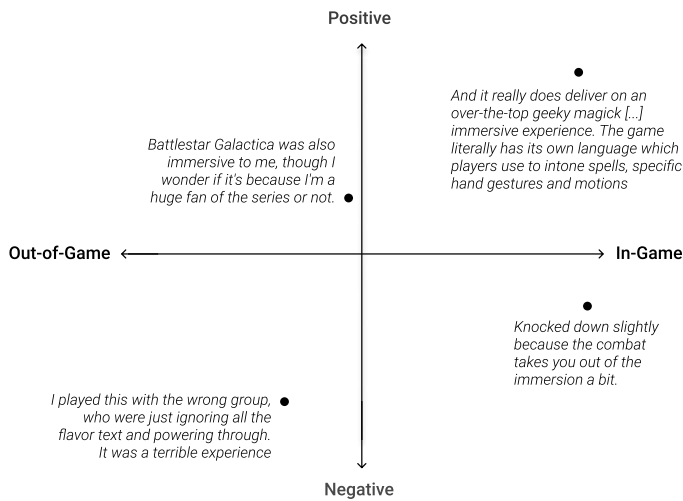 Positive
And it really does deliver on an
over-the-top geeky magick [...]
immersive experience. The game
literally has its own language which
players use to intone spells, specific
hand gestures and motions
Battlestar Galactica was also
immersive to me, though I
wonder if it's because I'm a
huge fan of the series or not.
Out-of-Game
In-Game
Knocked down slightly
because the combat
takes you out of the
immersion a bit.
I played this with the wrong group,
who were just ignoring all the
flavor text and powering through.
It was a terrible experience
Negative